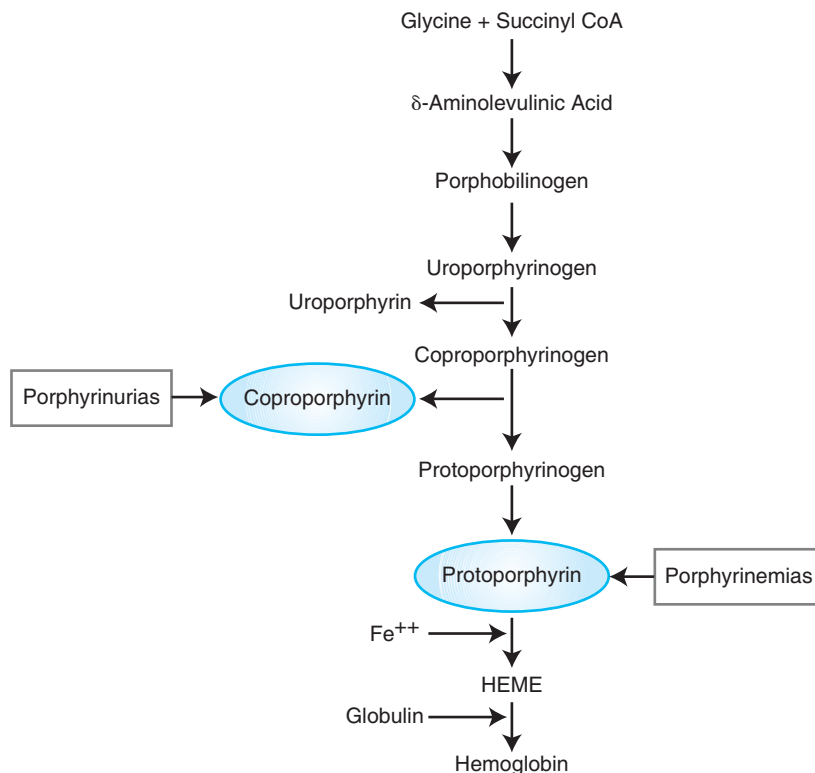 Glycine + Succinyl CoA
δ-Aminolevulinic Acid
Porphobilinogen
Uroporphyrinogen
Uroporphyrin
Coproporphyrinogen
Porphyrinurias
Coproporphyrin
Protoporphyrinogen
Protoporphyrin
Porphyrinemias
Fe++
HEME
Globulin
Hemoglobin